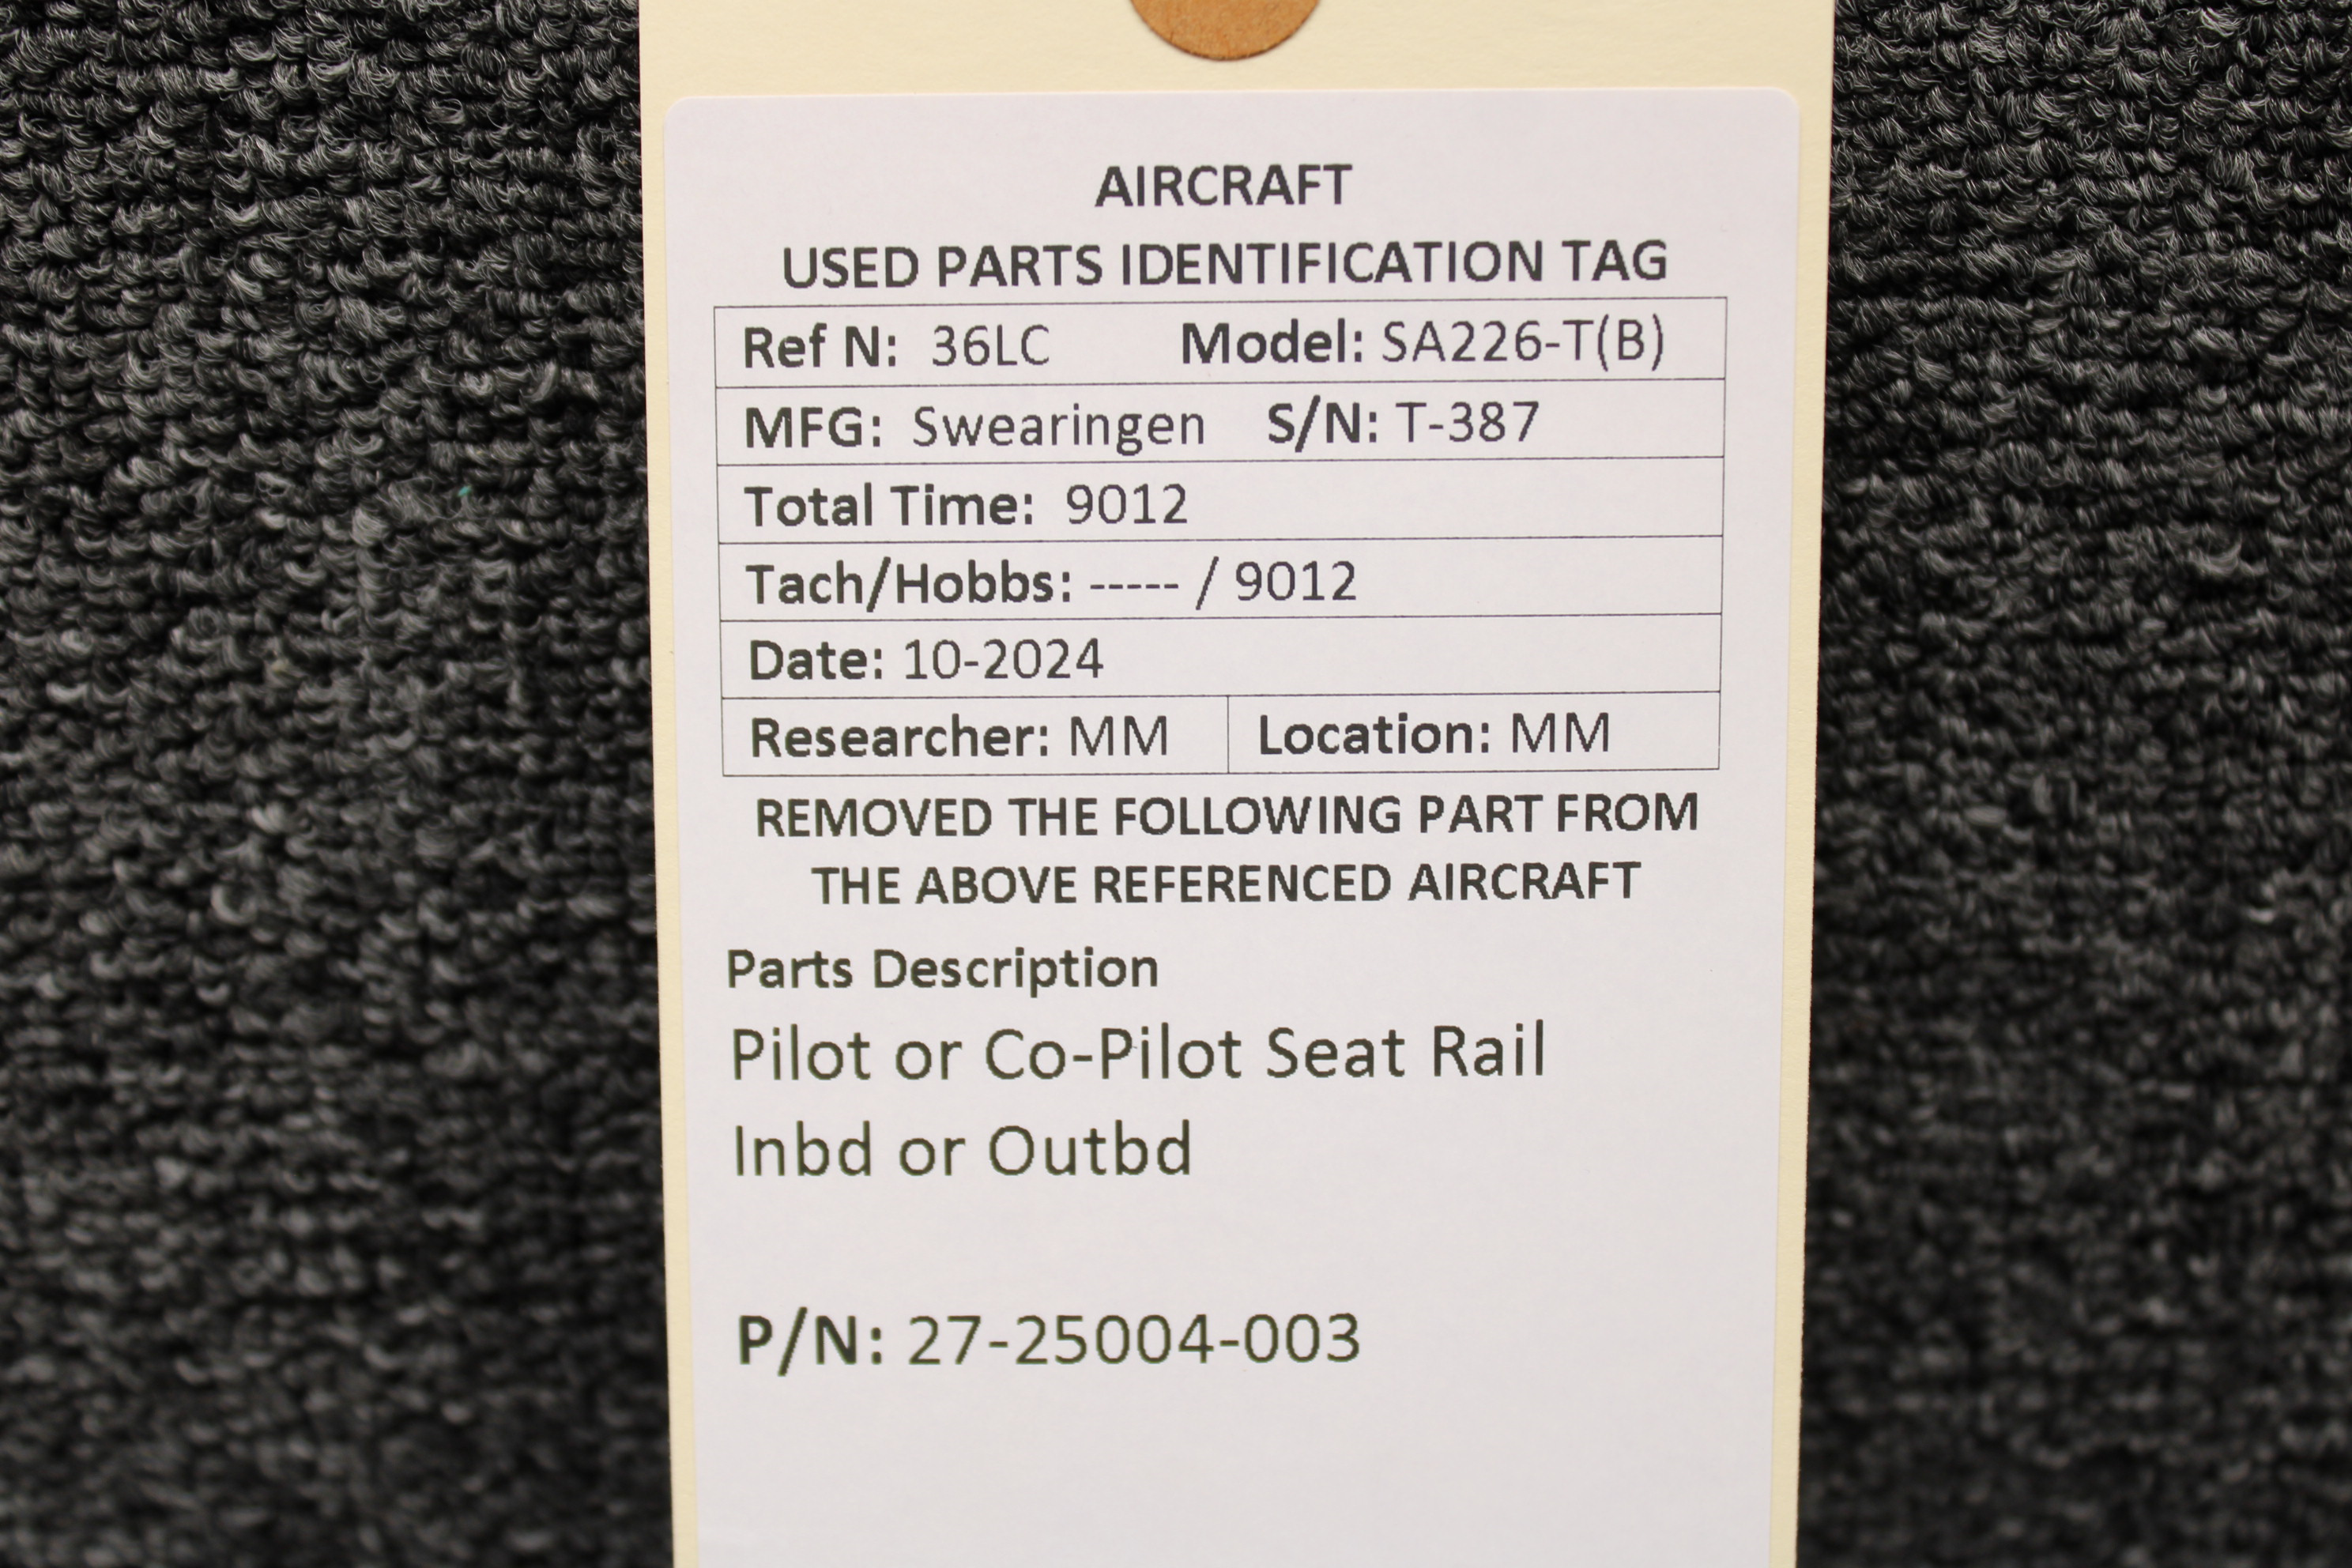 AIRCRAFT
USED PARTS IDENTIFICATION TAG
Ref N: 36LC Model: SA226-T(B)
MFG: Swearingen S/N: T-387
Total Time: 9012
Tach/Hobbs: ----- / 9012
Date: 10-2024
Researcher: MM Location: MM
REMOVED THE FOLLOWING PART FROM
THE ABOVE REFERENCED AIRCRAFT
Parts Description
Pilot or Co-Pilot Seat Rail
Inbd or Outbd
P/N: 27-25004-003